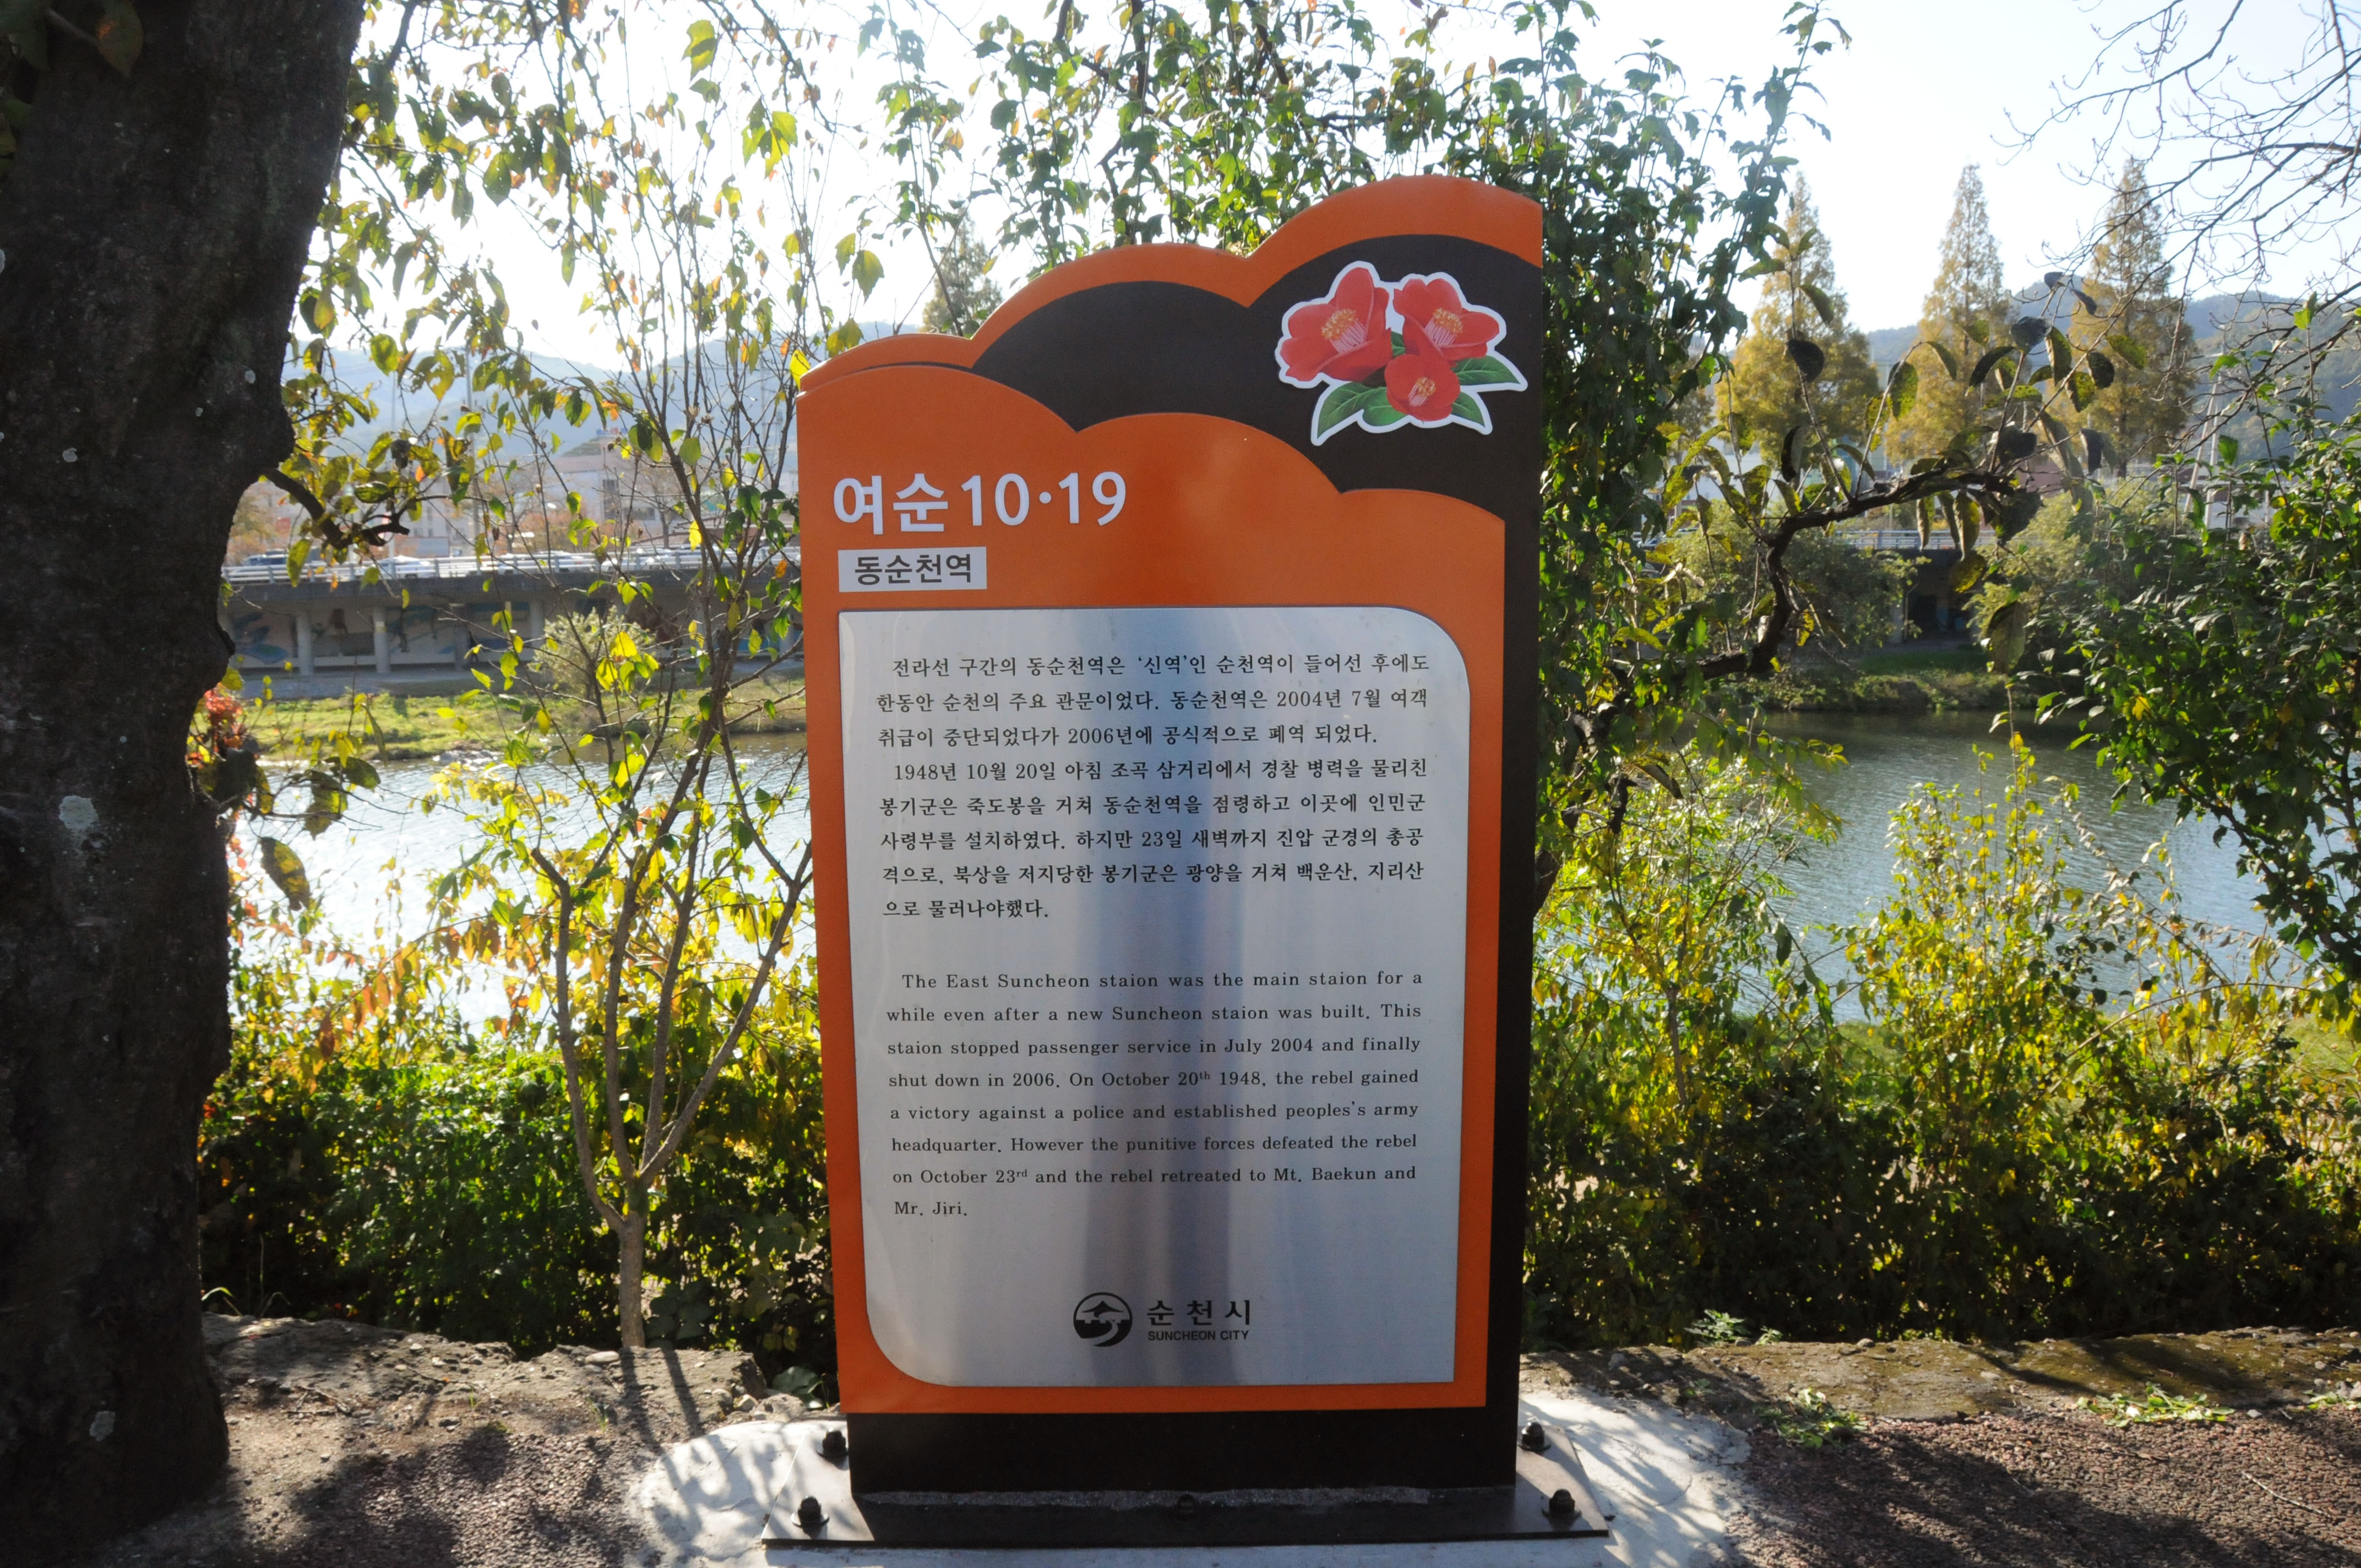 여순10·19
동순천역
전라선 구간의 동순천역은 ‘신역’인 순천역이 들어선 후에도
한동안 순천의 주요 관문이었다. 동순천역은 2004년 7월 여객
취급이 중단되었다가 2006년에 공식적으로 폐역 되었다.
1948년 10월 20일 아침 조곡 삼거리에서 경찰 병력을 물리친
봉기군은 죽도봉을 거쳐 동순천역을 점령하고 이곳에 인민군
사령부를 설치하였다. 하지만 23일 새벽까지 진압 군경의 총공
격으로, 북상을 저지당한 봉기군은 광양을 거쳐 백운산, 지리산
으로 물러나야했다.
The East Suncheon staion was the main staion for a
while even after a new Suncheon staion was built. This
staion stopped passenger service in July 2004 and finally
shut down in 2006. On October 20th 1948, the rebel gained
a victory against a police and established peoples's army
headquarter. However the punitive forces defeated the rebel
on October 23rd and the rebel retreated to Mt. Baekun and
Mr. Jiri.
순천시
SUNCHEON CITY